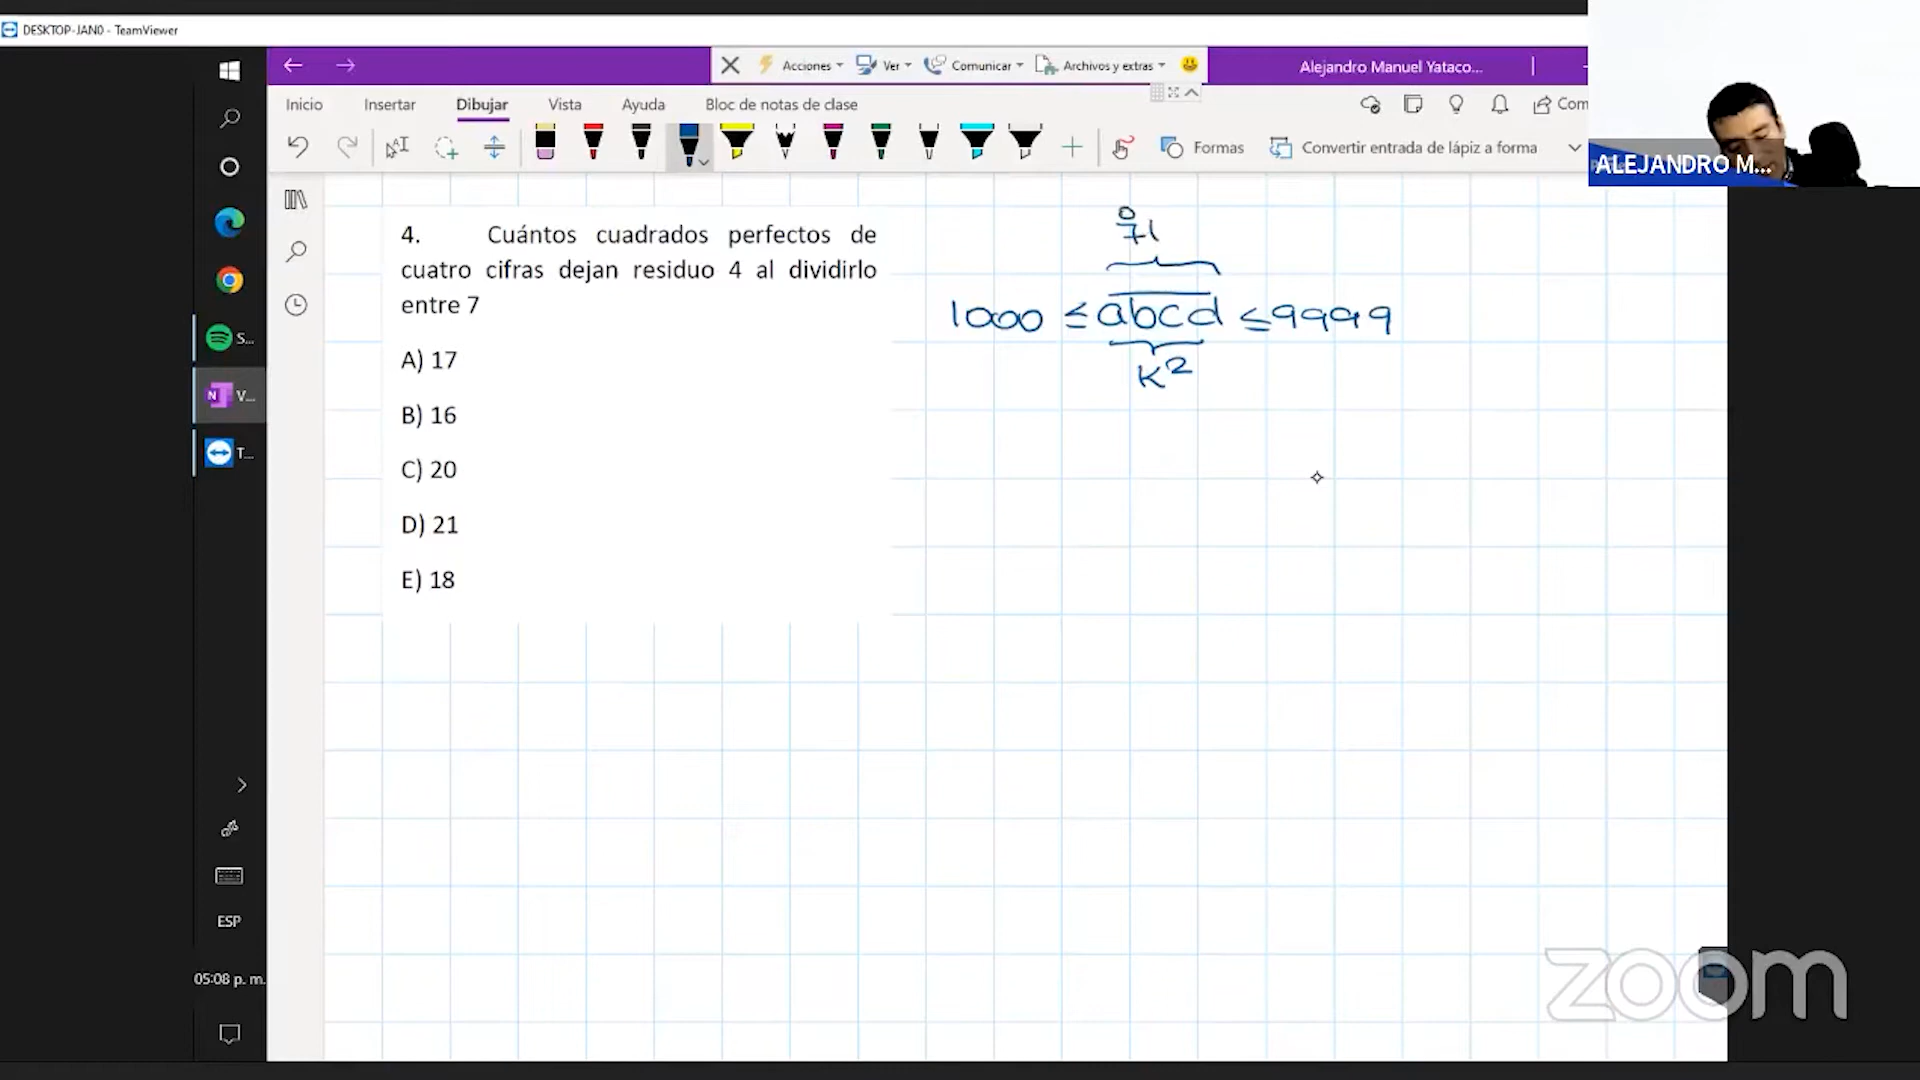 DESKTOP-JAN0 - TeamViewer
Acciones
Ver
Comunicar
Archivos y extras
Alejandro Manuel Yataco...
Inicio
Insertar
Dibujar
Vista
Ayuda
Bloc de notas de clase
Com
Formas
Convertir entrada de lápiz a forma
ALEJANDRO M...
4. Cuántos cuadrados perfectos de
cuatro cifras dejan residuo 4 al dividirlo
entre 7
A) 17
B) 16
C) 20
D) 21
E) 18
1000 ≤ abcd ≤ 9999
K²
S...
V...
T...
ESP
05:08 p. m.
zoom